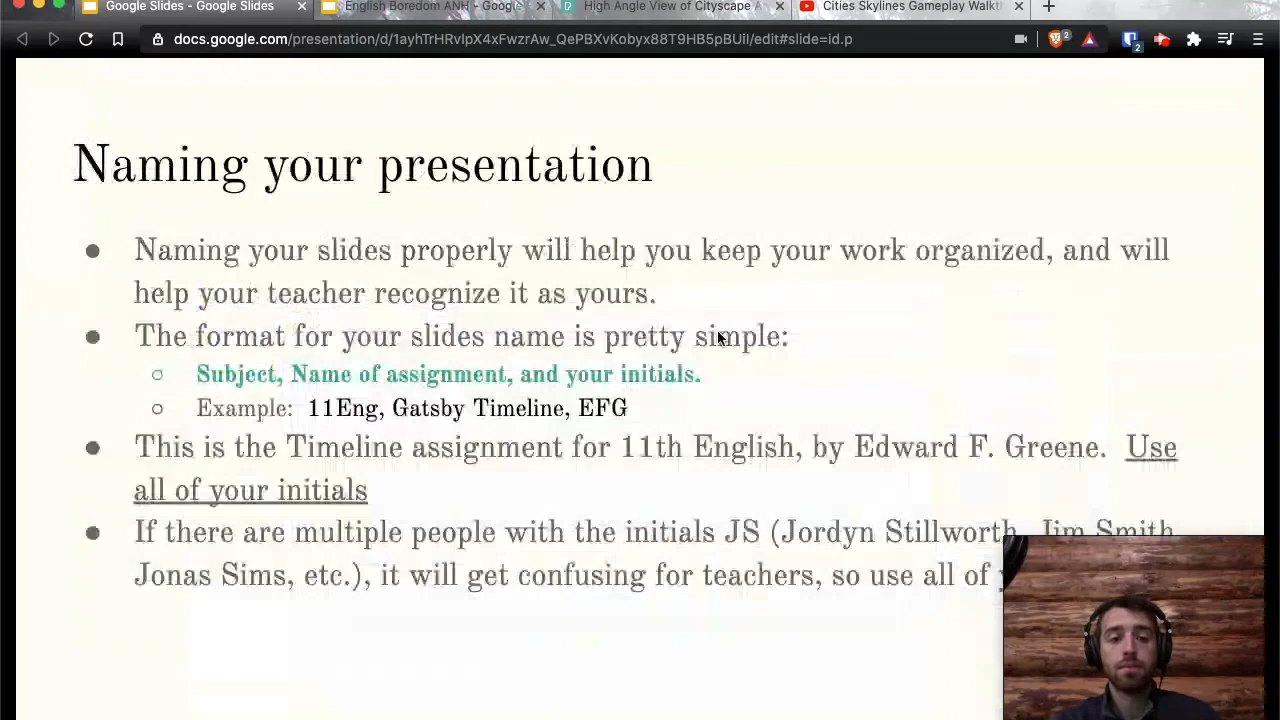 Google Slides - Google Slides
English Boredom ANH - Google
High Angle View of Cityscape A
Cities Skylines Gameplay Walkt
docs.google.com/presentation/d/1ayhTrHRvIpX4xFwzrAw_QePBXvKobyx88T9HB5pBUiI/edit#slide=id.p
2
2
Naming your presentation
● Naming your slides properly will help you keep your work organized, and will
help your teacher recognize it as yours.
● The format for your slides name is pretty simple:
○ Subject, Name of assignment, and your initials.
○ Example: 11Eng, Gatsby Timeline, EFG
● This is the Timeline assignment for 11th English, by Edward F. Greene. Use
all of your initials
● If there are multiple people with the initials JS (Jordyn Stillworth, Jim Smith
Jonas Sims, etc.), it will get confusing for teachers, so use all of